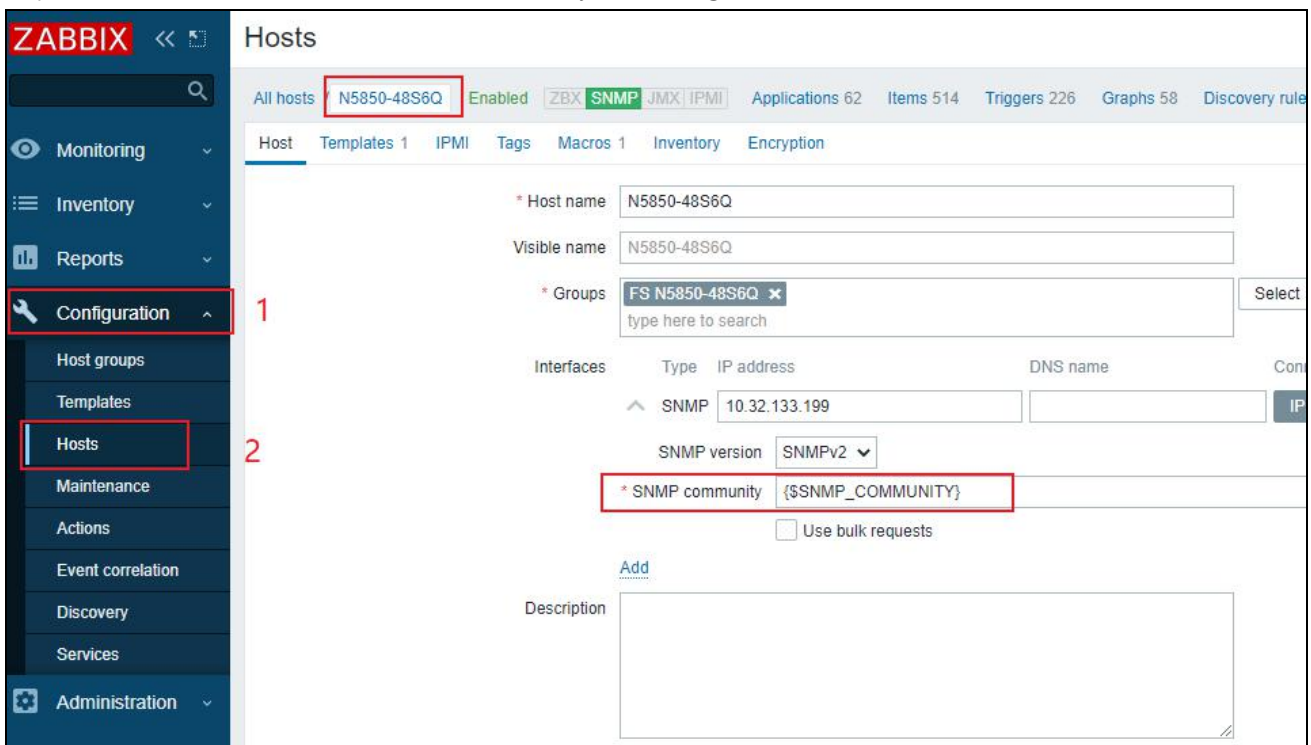 ZABBIX
Hosts
All hosts / N5850-48S6Q Enabled ZBX SNMP JMX IPMI Applications 62 Items 514 Triggers 226 Graphs 58 Discovery rule
Host Templates 1 IPMI Tags Macros 1 Inventory Encryption
Monitoring
Inventory
Reports
Configuration
1
Host groups
Templates
Hosts
2
Maintenance
Actions
Event correlation
Discovery
Services
Administration
* Host name N5850-48S6Q
Visible name N5850-48S6Q
* Groups FS N5850-48S6Q × Select
type here to search
Interfaces Type IP address DNS name Con
SNMP 10.32.133.199 IP
SNMP version SNMPv2
* SNMP community {$SNMP_COMMUNITY}
Use bulk requests
Add
Description